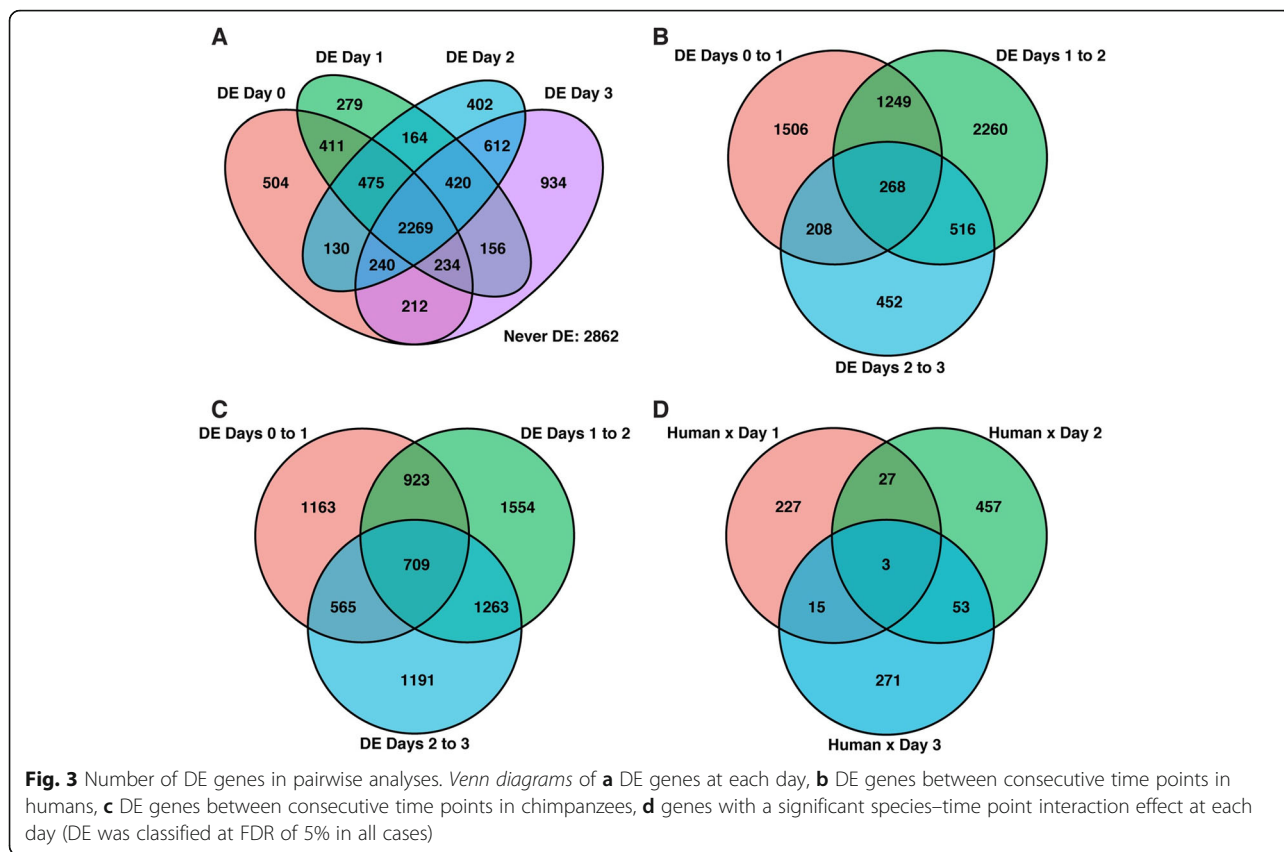 A
DE Day 1
DE Day 2
DE Day 0
DE Day 3
279
402
411
164
612
504
475
420
934
2269
130
240
234
156
212
Never DE: 2862
B
DE Days 0 to 1
DE Days 1 to 2
1249
1506
2260
268
208
516
452
DE Days 2 to 3
C
DE Days 0 to 1
DE Days 1 to 2
923
1163
1554
709
565
1263
1191
DE Days 2 to 3
D
Human x Day 1
Human x Day 2
27
227
457
3
15
53
271
Human x Day 3
Fig. 3 Number of DE genes in pairwise analyses. Venn diagrams of a DE genes at each day, b DE genes between consecutive time points in
humans, c DE genes between consecutive time points in chimpanzees, d genes with a significant species–time point interaction effect at each
day (DE was classified at FDR of 5% in all cases)